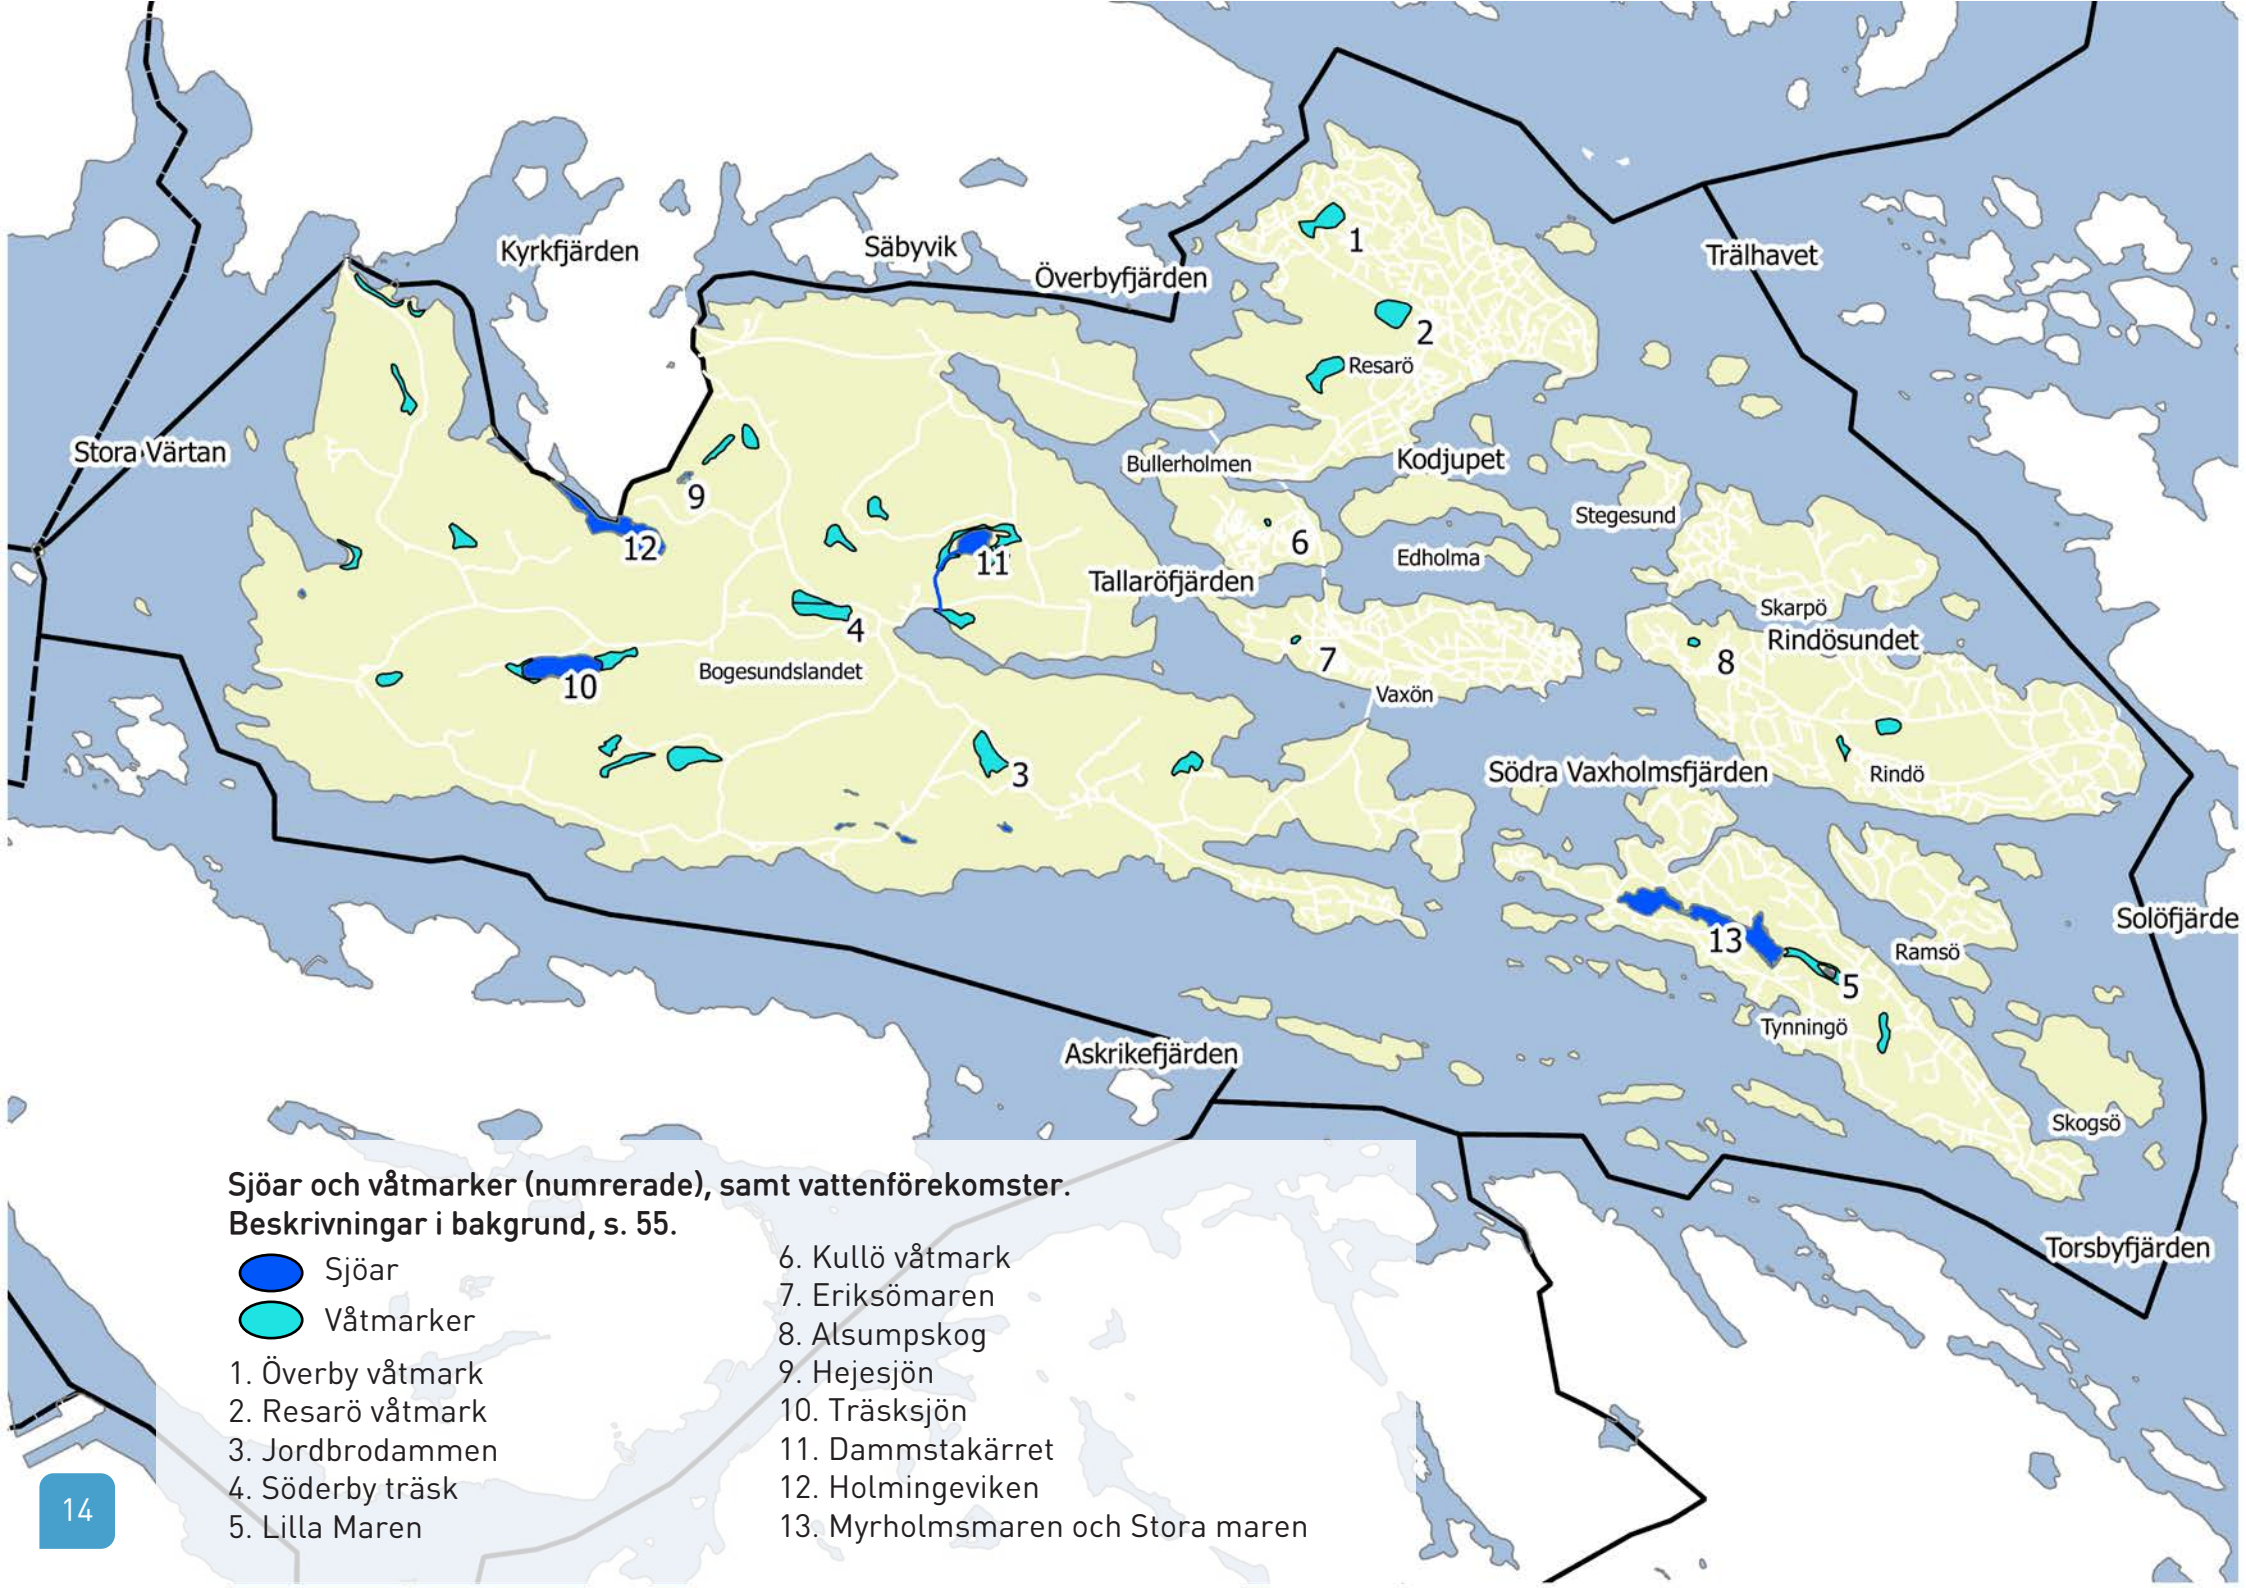 Kyrkfjärden
Säbyvik
Överbyfjärden
1
Trälhavet
2
Resarö
Stora Värtan
Bullerholmen
Kodjupet
9
Stegesund
12
6
11
Edholma
Tallaröfjärden
Skarpö
4
Rindösundet
7
8
Bogesundslandet
10
Vaxön
3
Södra Vaxholmsfjärden
Rindö
Solöfjärde
13
Ramsö
5
Tynningö
Askrikefjärden
Skogsö
Torsbyfjärden
Sjöar och våtmarker (numrerade), samt vattenförekomster.
Beskrivningar i bakgrund, s. 55.
Sjöar
Våtmarker
1. Överby våtmark
2. Resarö våtmark
3. Jordbrodammen
4. Söderby träsk
5. Lilla Maren
6. Kullö våtmark
7. Eriksömaren
8. Alsumpskog
9. Hejesjön
10. Träsksjön
11. Dammstakärret
12. Holmingeviken
13. Myrholmsmaren och Stora maren
14